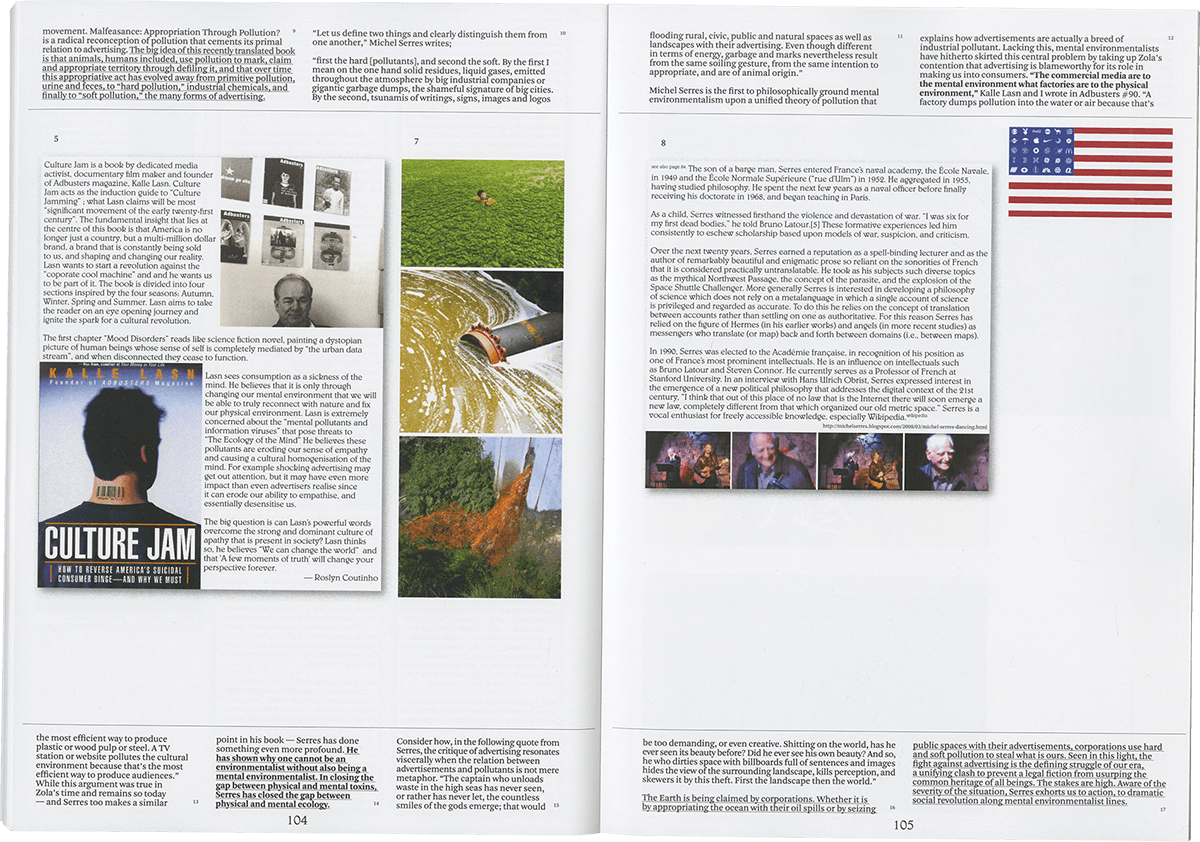 movement. Malfeasance: Appropriation Through Pollution?
is a radical reconception of pollution that cements its primal
relation to advertising. The big idea of this recently translated book
is that animals, humans included, use pollution to mark, claim
and appropriate territory through defiling it, and that over time
this appropriative act has evolved away from primitive pollution,
urine and feces, to “hard pollution,” industrial chemicals, and
finally to “soft pollution,” the many forms of advertising.
9
“Let us define two things and clearly distinguish them from
one another,” Michel Serres writes;
“first the hard [pollutants], and second the soft. By the first I
mean on the one hand solid residues, liquid gases, emitted
throughout the atmosphere by big industrial companies or
gigantic garbage dumps, the shameful signature of big cities.
By the second, tsunamis of writing, signs, images and logos
10
flooding rural, civic, public and natural spaces as well as
landscapes with their advertising. Even though different
in terms of energy, garbage and marks nevertheless result
from the same soiling gesture, from the same intention to
appropriate, and are of animal origin.”
Michel Serres is the first to philosophically ground mental
environmentalism upon a unified theory of pollution that
11
explains how advertisements are actually a breed of
industrial pollutant. Lacking this, mental environmentalists
have hitherto skirted this central problem by taking up Zola’s
contention that advertising is blameworthy for its role in
making us into consumers. “The commercial media are to
the mental environment what factories are to the physical
environment,” Kalle Lasn and I wrote in Adbusters #90. “A
factory dumps pollution into the water or air because that’s
12
5
Culture Jam is a book by dedicated media
activist, documentary film maker and founder
of Adbusters magazine, Kalle Lasn. Culture
Jam acts as the induction guide to “Culture
Jamming” ; what Lasn claims will be most
“significant movement of the early twenty-first
century”. The fundamental insight that lies at
the centre of this book is that America is no
longer just a country, but a multi-million dollar
brand, a brand that is constantly being sold
to us, and shaping and changing our reality.
Lasn wants to start a revolution against the
“coporate cool machine” and and he wants us
to be part of it. The book is divided into four
sections inspired by the four seasons: Autumn,
Winter, Spring and Summer. Lasn aims to take
the reader on an eye opening journey and
ignite the spark for a cultural revolution.
The first chapter “Mood Disorders” reads like science fiction novel, painting a dystopian
picture of human beings whose sense of self is completely mediated by “the urban data
stream”, and when disconnected they cease to function.
Adbusters
Adbusters
Adbusters
KALLE LASN
Founder of ADBUSTERS Magazine
CULTURE JAM
HOW TO REVERSE AMERICA’S SUICIDAL
CONSUMER BINGE—AND WHY WE MUST
Lasn sees consumption as a sickness of the
mind. He believes that it is only through
changing our mental environment that we will
be able to truly reconnect with nature and fix
our physical environment. Lasn is extremely
concerned about the “mental pollutants and
information viruses” that pose threats to
“The Ecology of the Mind” He believes these
pollutants are eroding our sense of empathy
and causing a cultural homogenisation of the
mind. For example shocking advertising may
get out attention, but it may have even more
impact than even advertisers realise since
it can erode our ability to empathise, and
essentially desensitise us.
The big question is can Lasn’s powerful words
overcome the strong and dominant culture of
apathy that is present in society? Lasn thinks
so, he believes “We can change the world” and
that ‘A few moments of truth’ will change your
perspective forever.
— Roslyn Coutinho
7
8
see also page 84 The son of a barge man, Serres entered France’s naval academy, the École Navale,
in 1949 and the École Normale Supérieure (“rue d’Ulm”) in 1952. He aggregated in 1955,
having studied philosophy. He spent the next few years as a naval officer before finally
receiving his doctorate in 1968, and began teaching in Paris.
As a child, Serres witnessed firsthand the violence and devastation of war. “I was six for
my first dead bodies,” he told Bruno Latour.[5] These formative experiences led him
consistently to eschew scholarship based upon models of war, suspicion, and criticism.
Over the next twenty years, Serres earned a reputation as a spell-binding lecturer and as the
author of remarkably beautiful and enigmatic prose so reliant on the sonorities of French
that it is considered practically untranslatable. He took as his subjects such diverse topics
as the mythical Northwest Passage, the concept of the parasite, and the explosion of the
Space Shuttle Challenger. More generally Serres is interested in developing a philosophy
of science which does not rely on a metalanguage in which a single account of science
is privileged and regarded as accurate. To do this he relies on the concept of translation
between accounts rather than settling on one as authoritative. For this reason Serres has
relied on the figure of Hermes (in his earlier works) and angels (in more recent studies) as
messengers who translate (or map) back and forth between domains (i.e., between maps).
In 1990, Serres was elected to the Académie française, in recognition of his position as
one of France’s most prominent intellectuals. He is an influence on intellectuals such
as Bruno Latour and Steven Connor. He currently serves as a Professor of French at
Stanford University. In an interview with Hans Ulrich Obrist, Serres expressed interest in
the emergence of a new political philosophy that addresses the digital context of the 21st
century, “I think that out of this place of no law that is the Internet there will soon emerge a
new law, completely different from that which organized our old metric space.” Serres is a
vocal enthusiast for freely accessible knowledge, especially Wikipedia.wikipedia
http://michelserres.blogspot.com/2008/03/michel-serres-dancing.html
the most efficient way to produce
plastic or wood pulp or steel. A TV
station or website pollutes the cultural
environment because that’s the most
efficient way to produce audiences.”
While this argument was true in
Zola’s time and remains so today
— and Serres too makes a similar
13
point in his book — Serres has done
something even more profound. He
has shown why one cannot be an
environmentalist without also being a
mental environmentalist. In closing the
gap between physical and mental toxins,
Serres has closed the gap between
physical and mental ecology.
14
Consider how, in the following quote from
Serres, the critique of advertising resonates
viscerally when the relation between
advertisements and pollutants is not mere
metaphor. “The captain who unloads
waste in the high seas has never seen,
or rather has never let, the countless
smiles of the gods emerge; that would
15
be too demanding, or even creative. Shitting on the world, has he
ever seen its beauty before? Did he ever see his own beauty? And so,
he who dirties space with billboards full of sentences and images
hides the view of the surrounding landscape, kills perception, and
skewers it by this theft. First the landscape then the world.”
The Earth is being claimed by corporations. Whether it is
by appropriating the ocean with their oil spills or by seizing
16
public spaces with their advertisements, corporations use hard
and soft pollution to steal what is ours. Seen in this light, the
fight against advertising is the defining struggle of our era,
a unifying clash to prevent a legal fiction from usurping the
common heritage of all beings. The stakes are high. Aware of the
severity of the situation, Serres exhorts us to action, to dramatic
social revolution along mental environmentalist lines.
17
104
105